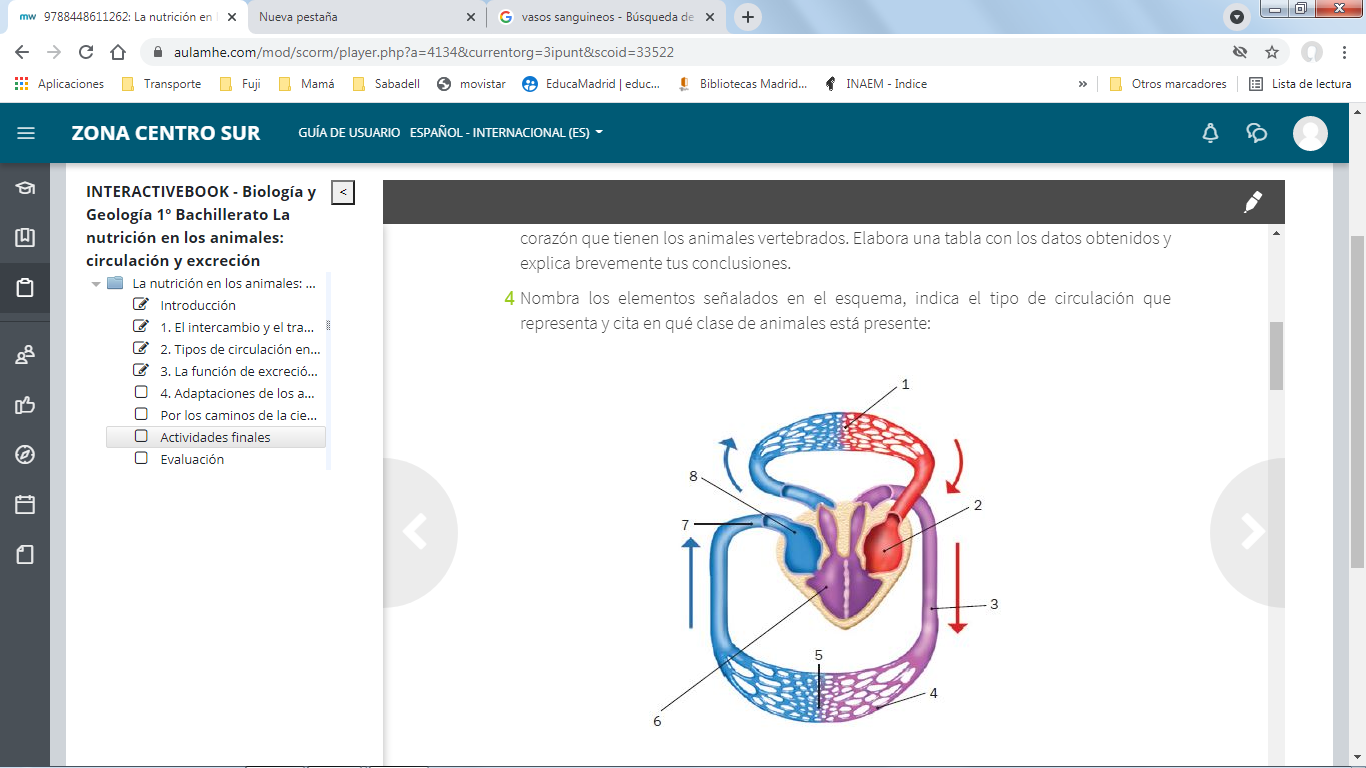 9788448611262: La nutrición en
Nueva pestaña
vasos sanguineos - Búsqueda de
aulamhe.com/mod/scorm/player.php?a=4134&currentorg=3ipunt&scoid=33522
Aplicaciones
Transporte
Fuji
Mamá
Sabadell
movistar
EducaMadrid | educ...
Bibliotecas Madrid...
INAEM - Indice
»
Otros marcadores
Lista de lectura
ZONA CENTRO SUR
GUÍA DE USUARIO
ESPAÑOL - INTERNACIONAL (ES)
INTERACTIVEBOOK - Biología y
Geología 1º Bachillerato La
nutrición en los animales:
circulación y excreción
<
La nutrición en los animales: ...
Introducción
1. El intercambio y el tra...
2. Tipos de circulación en...
3. La función de excreció...
4. Adaptaciones de los a...
Por los caminos de la cie...
Actividades finales
Evaluación
corazón que tienen los animales vertebrados. Elabora una tabla con los datos obtenidos y
explica brevemente tus conclusiones.
4 Nombra los elementos señalados en el esquema, indica el tipo de circulación que
representa y cita en qué clase de animales está presente:
1
8
2
7
3
5
4
6